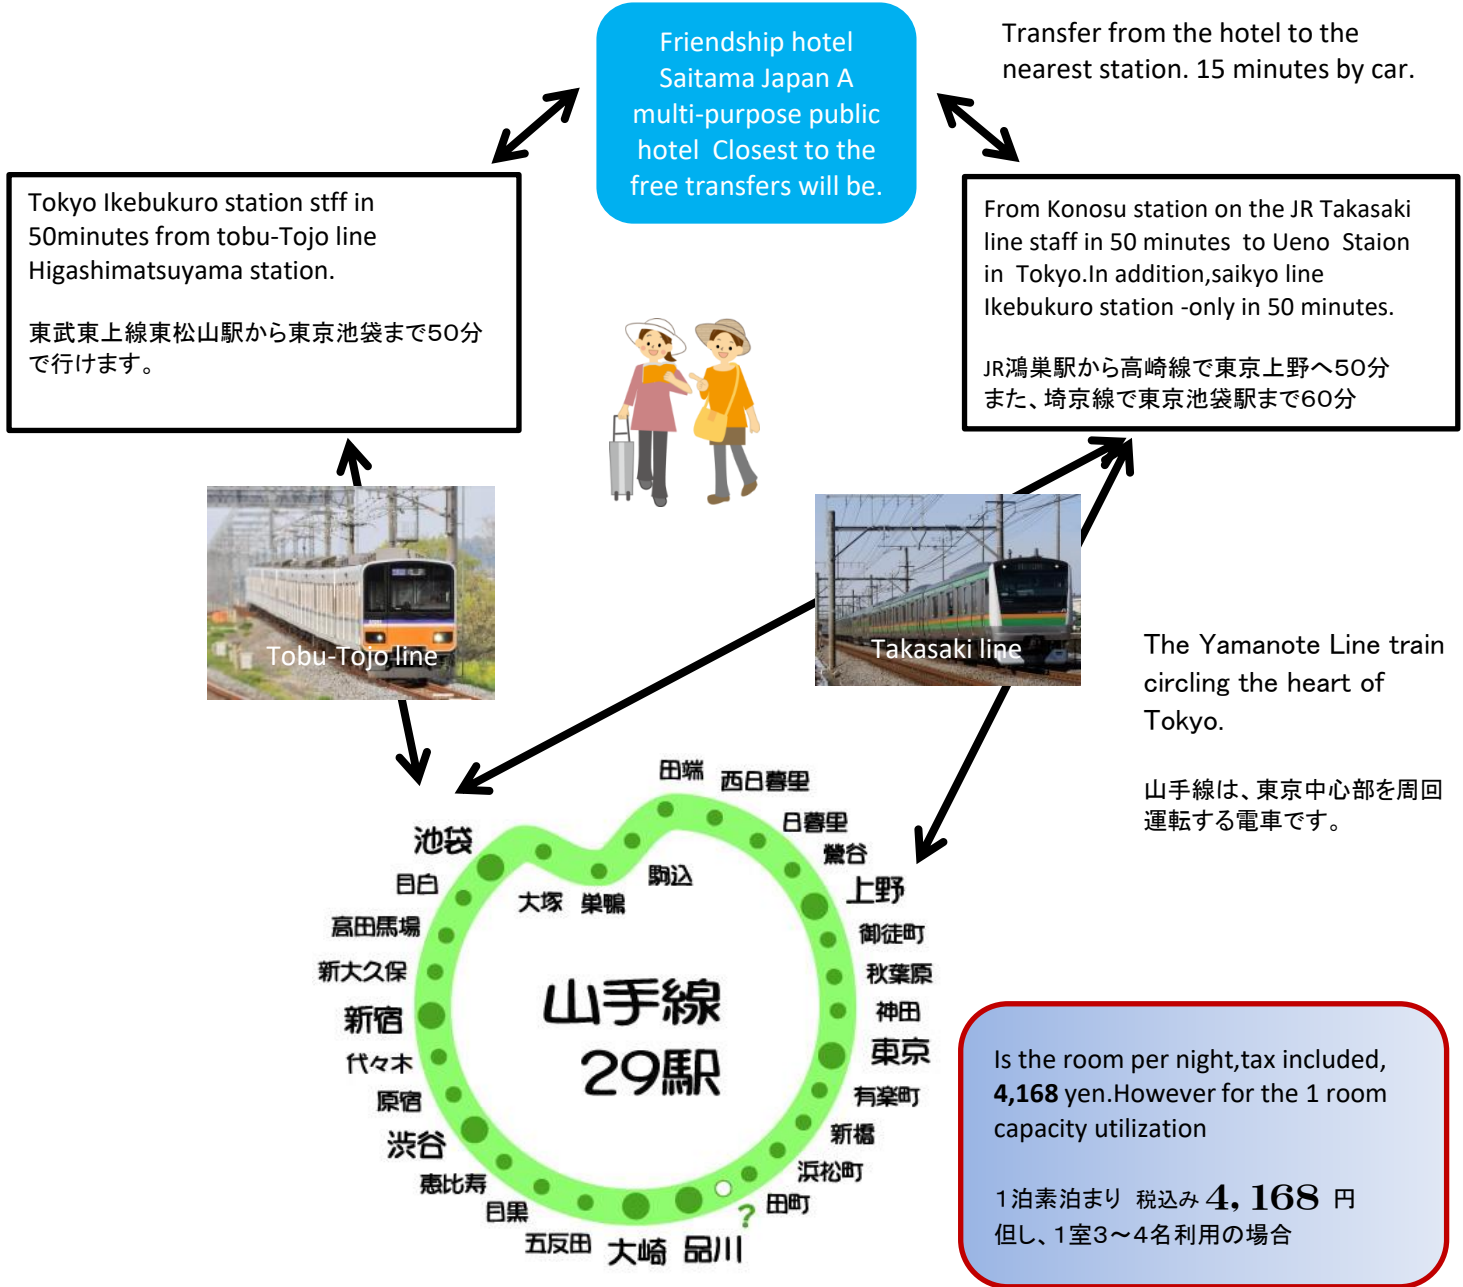 Friendship hotel
Saitama Japan A
multi-purpose public
hotel  Closest to the
free transfers will be.
Transfer from the hotel to the
nearest station. 15 minutes by car.
Tokyo Ikebukuro station stff in
50minutes from tobu-Tojo line
Higashimatsuyama station.
東武東上線東松山駅から東京池袋まで50分
で行けます。
From Konosu station on the JR Takasaki
line staff in 50 minutes  to Ueno  Staion
in  Tokyo.In addition,saikyo line
Ikebukuro station -only in 50 minutes.
JR鴻巣駅から高崎線で東京上野へ50分
また、埼京線で東京池袋駅まで60分
Tobu-Tojo line
Takasaki line
The Yamanote Line train
circling the heart of
Tokyo.
山手線は、東京中心部を周回
運転する電車です。
田端
西日暮里
日暮里
鶯谷
上野
御徒町
秋葉原
神田
東京
有楽町
新橋
浜松町
田町
?
品川
大崎
五反田
目黒
恵比寿
渋谷
原宿
代々木
新宿
新大久保
高田馬場
目白
池袋
大塚
巣鴨
駒込
山手線
29駅
Is the room per night,tax included,
4,168 yen.However for the 1 room
capacity utilization
1泊素泊まり 税込み 4,168 円
但し、1室3～4名利用の場合